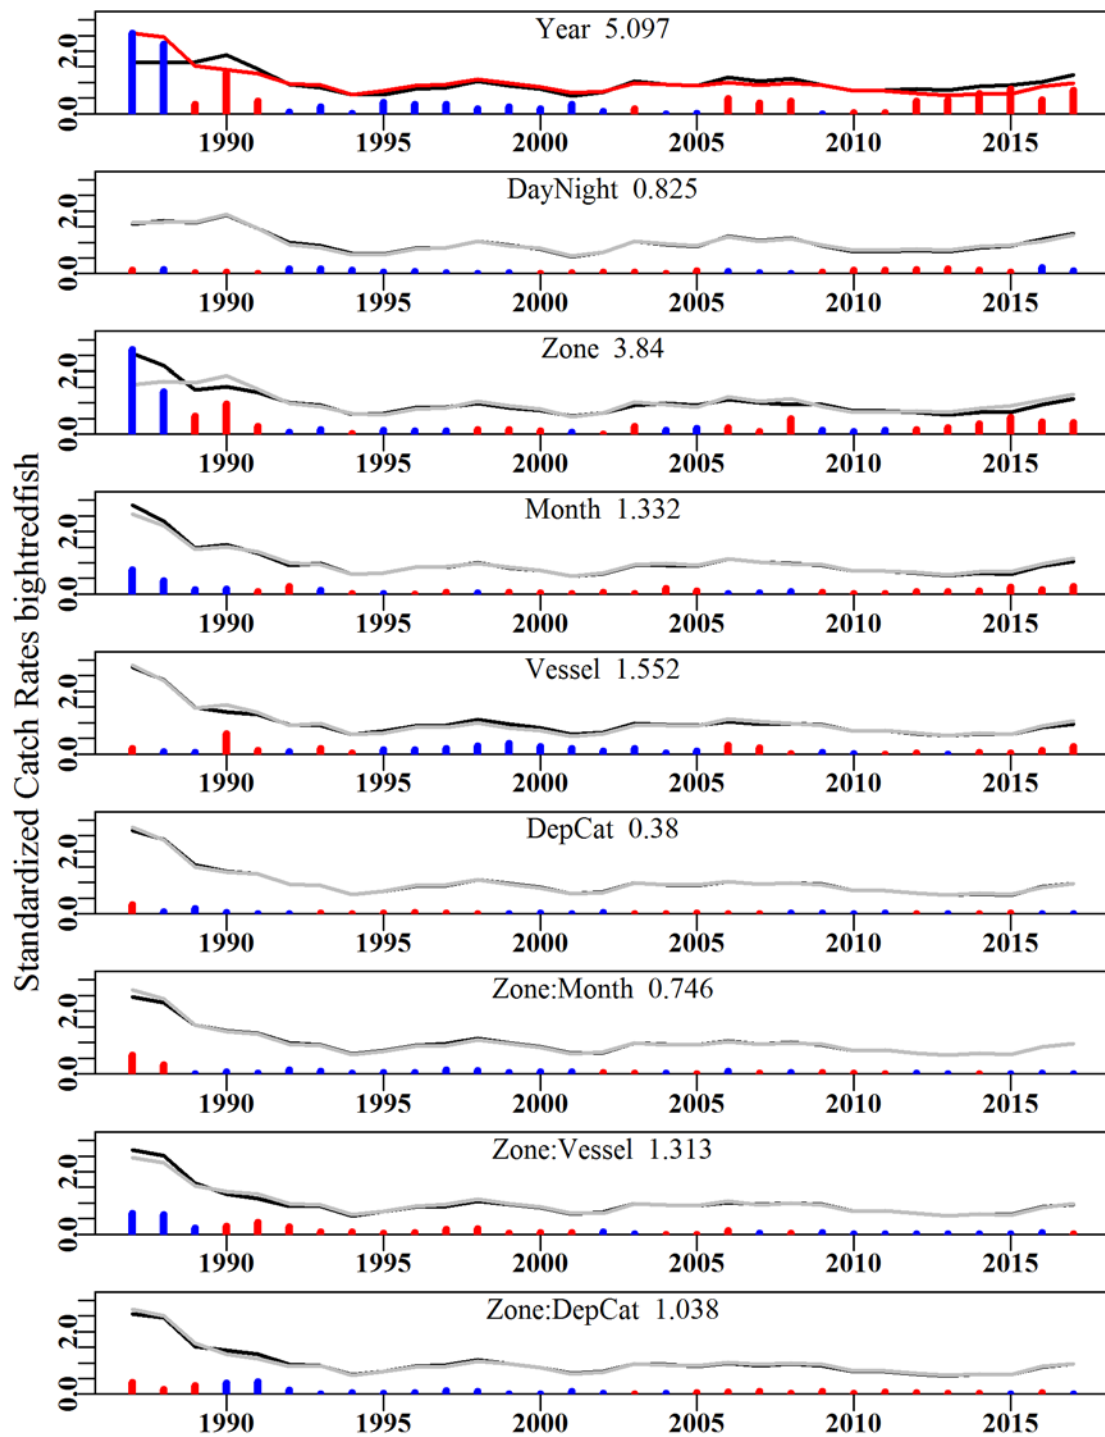 Standardized Catch Rates bightredfish
Year 5.097
0.0 2.0
1990 1995 2000 2005 2010 2015
DayNight 0.825
0.0 2.0
1990 1995 2000 2005 2010 2015
Zone 3.84
0.0 2.0
1990 1995 2000 2005 2010 2015
Month 1.332
0.0 2.0
1990 1995 2000 2005 2010 2015
Vessel 1.552
0.0 2.0
1990 1995 2000 2005 2010 2015
DepCat 0.38
0.0 2.0
1990 1995 2000 2005 2010 2015
Zone:Month 0.746
0.0 2.0
1990 1995 2000 2005 2010 2015
Zone:Vessel 1.313
0.0 2.0
1990 1995 2000 2005 2010 2015
Zone:DepCat 1.038
0.0 2.0
1990 1995 2000 2005 2010 2015